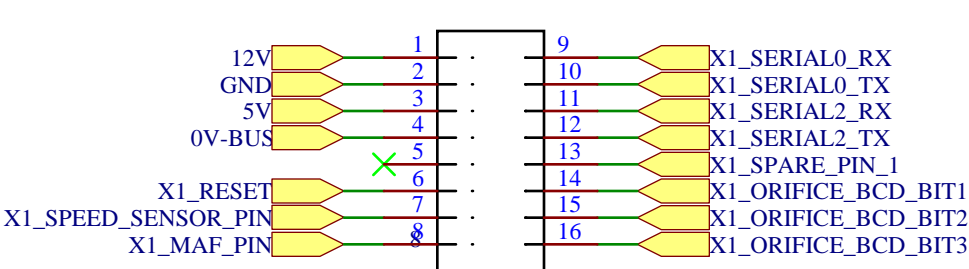 12V 1 9 X1_SERIAL0_RX
GND 2 10 X1_SERIAL0_TX
5V 3 11 X1_SERIAL2_RX
0V-BUS 4 12 X1_SERIAL2_TX
5 13 X1_SPARE_PIN_1
X1_RESET 6 14 X1_ORIFICE_BCD_BIT1
X1_SPEED_SENSOR_PIN 7 15 X1_ORIFICE_BCD_BIT2
X1_MAF_PIN 8 8 16 X1_ORIFICE_BCD_BIT3